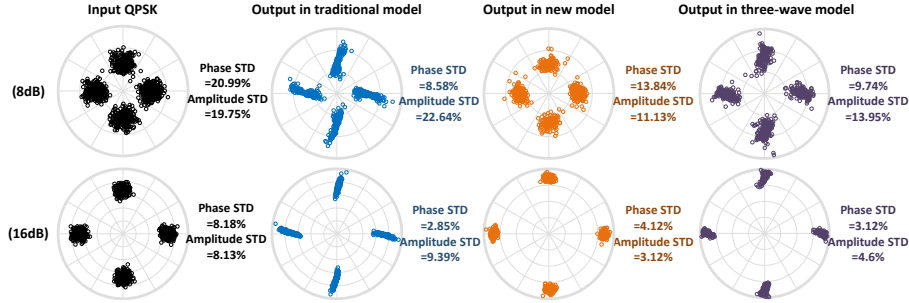 Input QPSK
Output in traditional model
Output in new model
Output in three-wave model
(8dB)
Phase STD
=20.99%
Amplitude STD
=19.75%
Phase STD
=8.58%
Amplitude STD
=22.64%
Phase STD
=13.84%
Amplitude STD
=11.13%
Phase STD
=9.74%
Amplitude STD
=13.95%
(16dB)
Phase STD
=8.18%
Amplitude STD
=8.13%
Phase STD
=2.85%
Amplitude STD
=9.39%
Phase STD
=4.12%
Amplitude STD
=3.12%
Phase STD
=3.12%
Amplitude STD
=4.6%